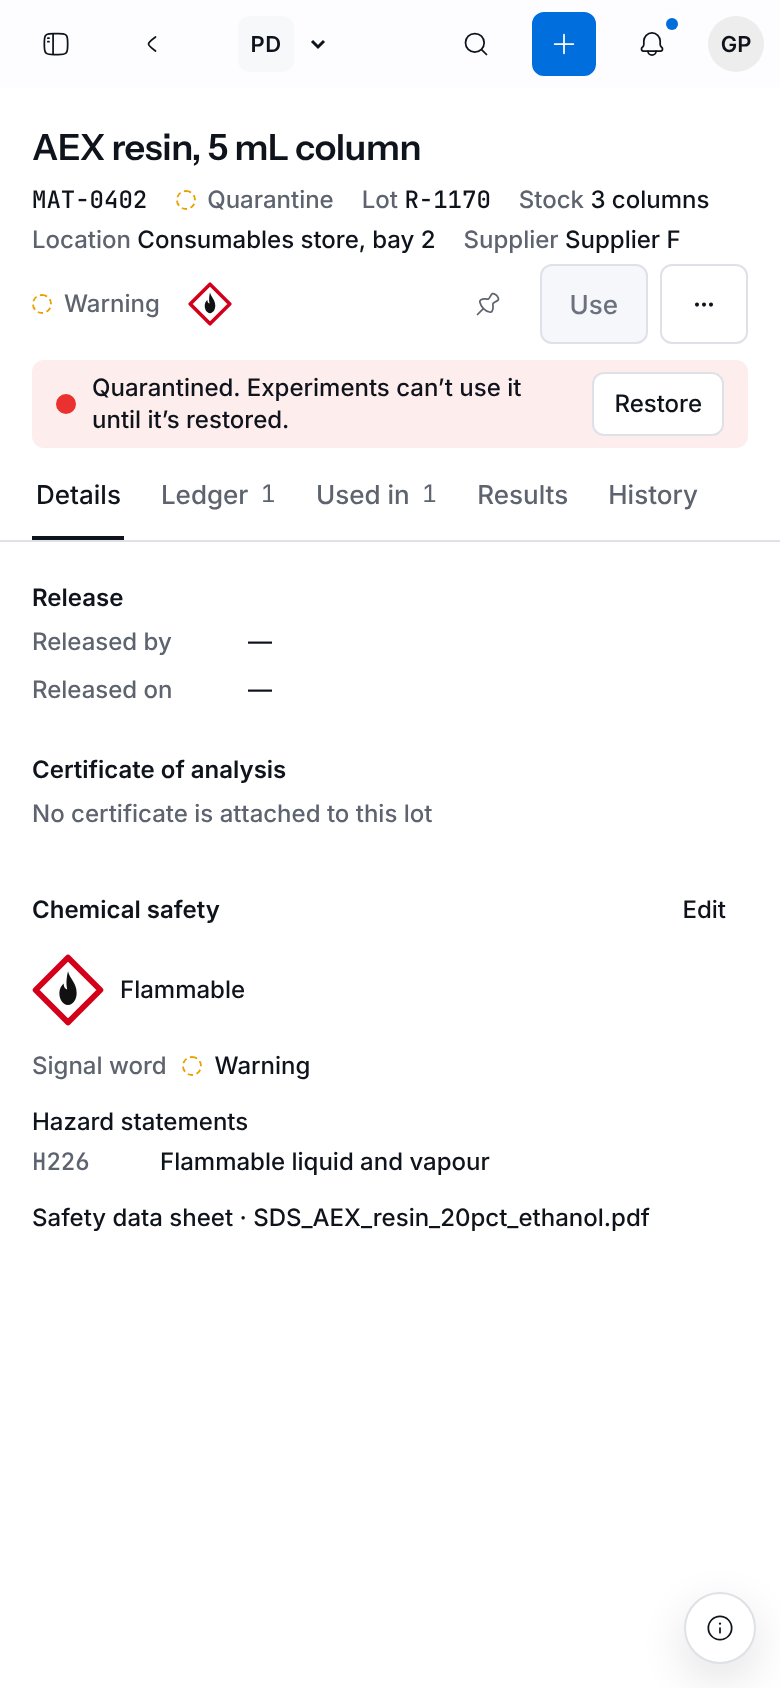 PD
GP
AEX resin, 5 mL column
MAT-0402 Quarantine Lot R-1170 Stock 3 columns
Location Consumables store, bay 2 Supplier Supplier F
Warning Use ...
Quarantined. Experiments can’t use it
until it’s restored.
Restore
Details Ledger 1 Used in 1 Results History
Release
Released by —
Released on —
Certificate of analysis
No certificate is attached to this lot
Chemical safety Edit
Flammable
Signal word Warning
Hazard statements
H226 Flammable liquid and vapour
Safety data sheet · SDS_AEX_resin_20pct_ethanol.pdf